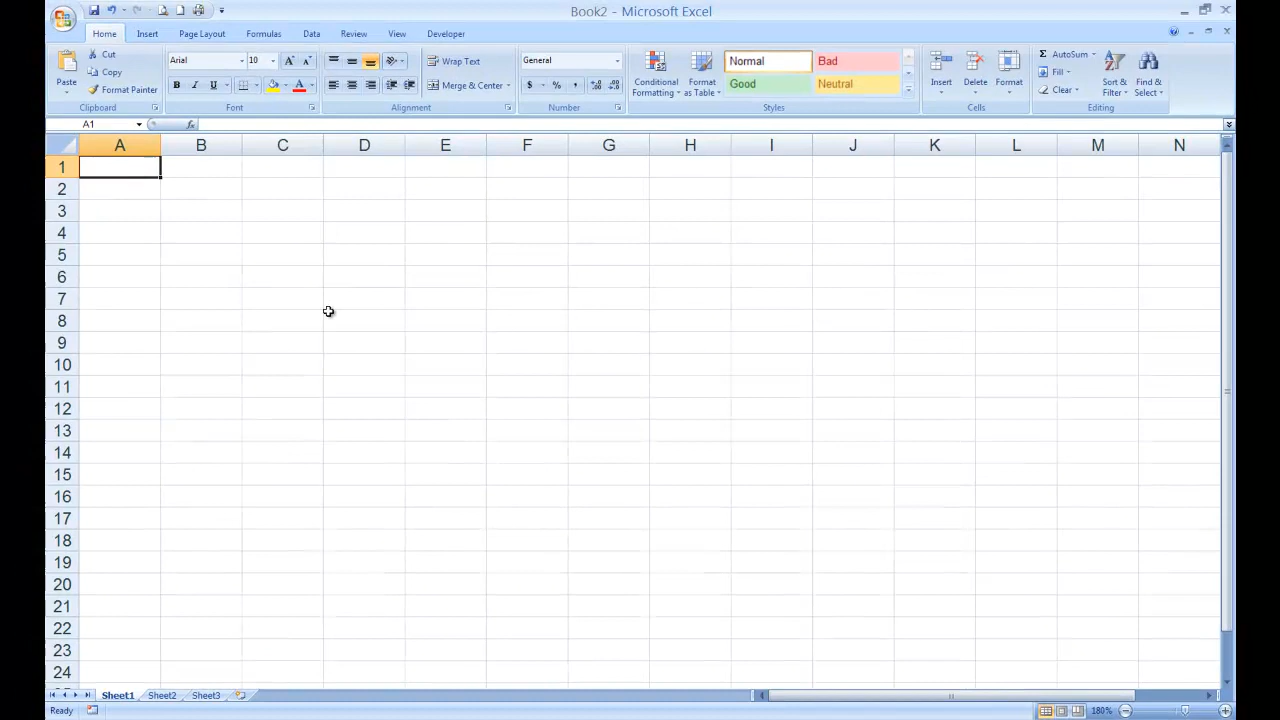 Book2 - Microsoft Excel
Home Insert Page Layout Formulas Data Review View Developer
Cut
Copy
Format Painter
Paste
Clipboard
Arial 10
B I U
Font
Wrap Text
Merge & Center
Alignment
General
$ % ,
Number
Conditional Formatting
Format as Table
Normal Bad
Good Neutral
Styles
Insert Delete Format
Cells
AutoSum
Fill
Clear
Sort & Filter
Find & Select
Editing
A1 fx
A B C D E F G H I J K L M N
1
2
3
4
5
6
7
8
9
10
11
12
13
14
15
16
17
18
19
20
21
22
23
24
Sheet1 Sheet2 Sheet3
Ready 180%